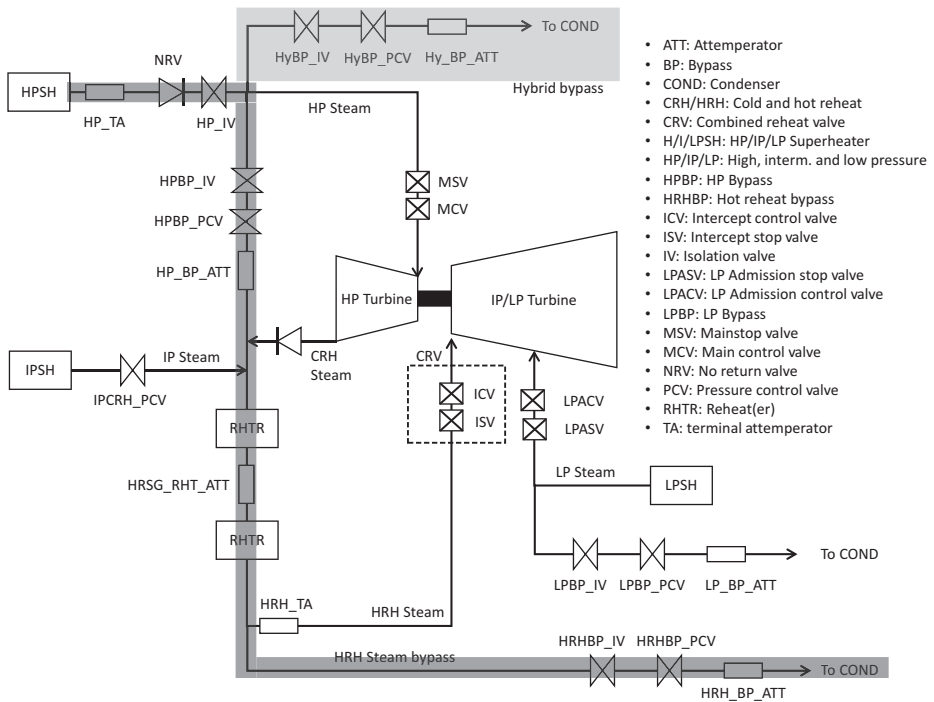 To COND
HyBP_IV
HyBP_PCV
Hy_BP_ATT
Hybrid bypass
NRV
HPSH
HP_TA
HP_IV
HP Steam
HPBP_IV
MSV
HPBP_PCV
MCV
HP_BP_ATT
HP Turbine
IP/LP Turbine
IP Steam
CRH
Steam
CRV
IPSH
IPCRH_PCV
ICV
ISV
LPACV
LPASV
RHTR
HRSG_RHT_ATT
LP Steam
LPSH
RHTR
To COND
LPBP_IV
LPBP_PCV
LP_BP_ATT
HRH_TA
HRH Steam
HRH Steam bypass
HRHBP_IV
HRHBP_PCV
To COND
HRH_BP_ATT
• ATT: Attemperator
• BP: Bypass
• COND: Condenser
• CRH/HRH: Cold and hot reheat
• CRV: Combined reheat valve
• H/I/LPSH: HP/IP/LP Superheater
• HP/IP/LP: High, interm. and low pressure
• HPBP: HP Bypass
• HRHBP: Hot reheat bypass
• ICV: Intercept control valve
• ISV: Intercept stop valve
• IV: Isolation valve
• LPASV: LP Admission stop valve
• LPACV: LP Admission control valve
• LPBP: LP Bypass
• MSV: Mainstop valve
• MCV: Main control valve
• NRV: No return valve
• PCV: Pressure control valve
• RHTR: Reheat(er)
• TA: terminal attemperator